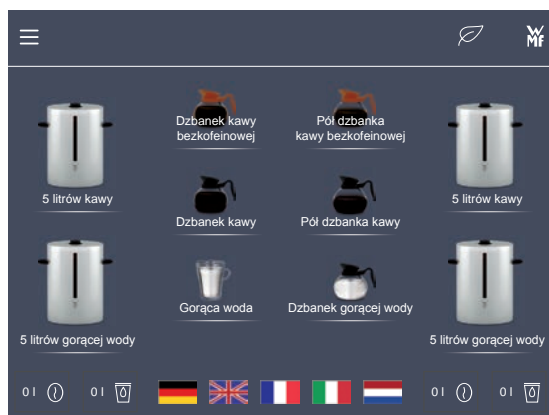 WMF
Dzbanek kawy
bezkofeinowej
Pół dzbanka
kawy bezkofeinowej
5 litrów kawy
Dzbanek kawy
Pół dzbanka kawy
5 litrów kawy
Gorąca woda
Dzbanek gorącej wody
5 litrów gorącej wody
5 litrów gorącej wody
0 l
0 l
0 l
0 l